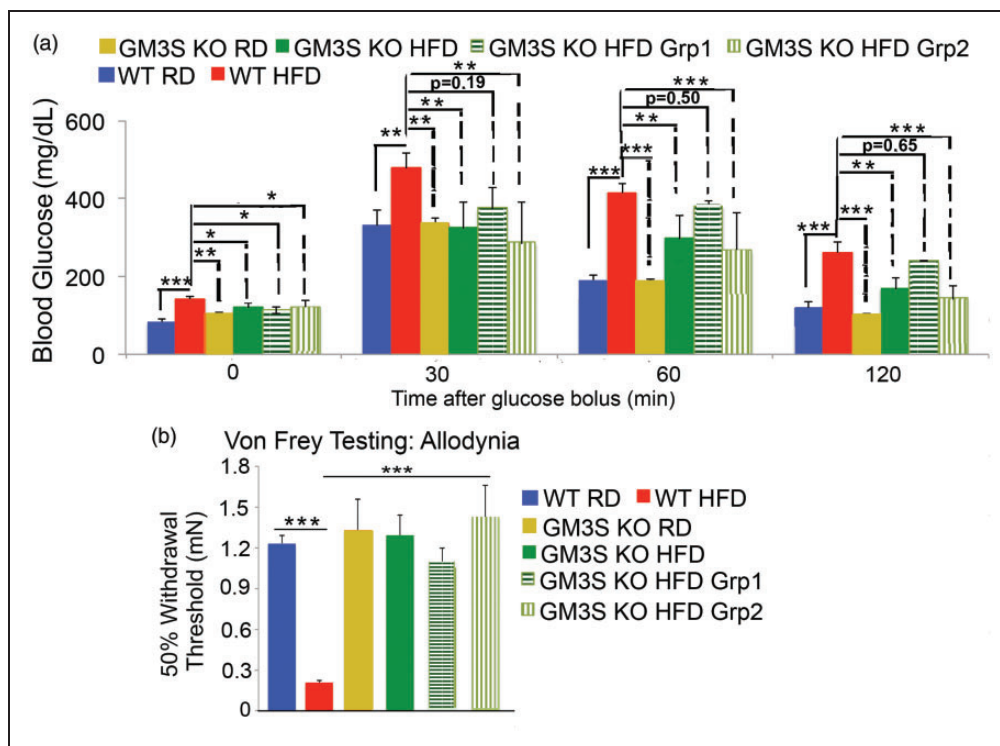 (a)
GM3S KO RD GM3S KO HFD GM3S KO HFD Grp1 GM3S KO HFD Grp2
WT RD WT HFD
Blood Glucose (mg/dL)
600
400
200
0
***
**
*
*
*
**
**
**
p=0.19
**
***
***
**
p=0.50
***
***
***
**
p=0.65
***
0 30 60 120
Time after glucose bolus (min)
(b) Von Frey Testing: Allodynia
50% Withdrawal
Threshold (mN)
1.8
1.5
1.2
0.9
0.6
0.3
0
***
***
WT RD WT HFD
GM3S KO RD
GM3S KO HFD
GM3S KO HFD Grp1
GM3S KO HFD Grp2